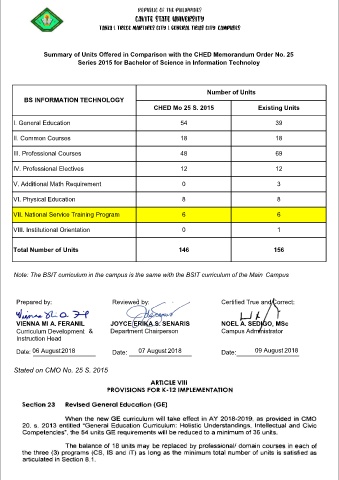 REPUBLIC OF THE PHILIPPINES
CAVITE STATE UNIVERSITY
TANZA | TRECE MARTIRES CITY | GENERAL TRIAS CITY CAMPUSES
Summary of Units Offered in Comparison with the CHED Memorandum Order No. 25
Series 2015 for Bachelor of Science in Information Technoloy
BS INFORMATION TECHNOLOGY Number of Units
CHED Mo 25 S. 2015 Existing Units
I. General Education 54 39
II. Common Courses 18 18
III. Professional Courses 48 69
IV. Professional Electives 12 12
V. Additional Math Requirement 0 3
VI. Physical Education 8 8
VII. National Service Training Program 6 6
VIII. Institutional Orientation 0 1
Total Number of Units 146 156
Note: The BSIT curriculum in the campus is the same with the BSIT curriculum of the Main Campus
Prepared by: Reviewed by: Certified True and Correct:
VIENNA MI A. FERANIL JOYCE ERIKA S. SENARIS NOEL A. SEDIGO, MSc
Curriculum Development & Department Chairperson Campus Administrator
Instruction Head
Date: 06 August 2018 Date: 07 August 2018 Date: 09 August 2018
Stated on CMO No. 25 S. 2015
ARTICLE VIII
PROVISIONS FOR K-12 IMPLEMENTATION
Section 23 Revised General Education (GE)
When the new GE curriculum will take effect in AY 2018-2019, as provided in CMO
20, s. 2013 entitled "General Education Curriculum: Holistic Understandings, Intellectual and Civic
Competencies", the 54 units GE requirements will be reduced to a minimum of 36 units.
The balance of 18 units may be replaced by professional/ domain courses in each of
the three (3) programs (CS, IS and IT) as long as the minimum total number of units is satisfied as
articulated in Section 8.1.